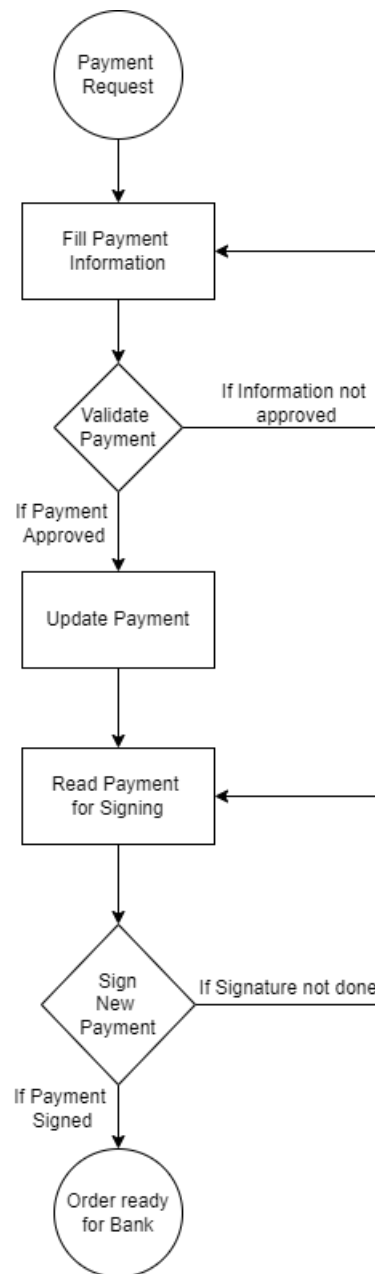 Payment
Request
Fill Payment
Information
Validate
Payment
If Information not
approved
If Payment
Approved
Update Payment
Read Payment
for Signing
Sign
New
Payment
If Signature not done
If Payment
Signed
Order ready
for Bank